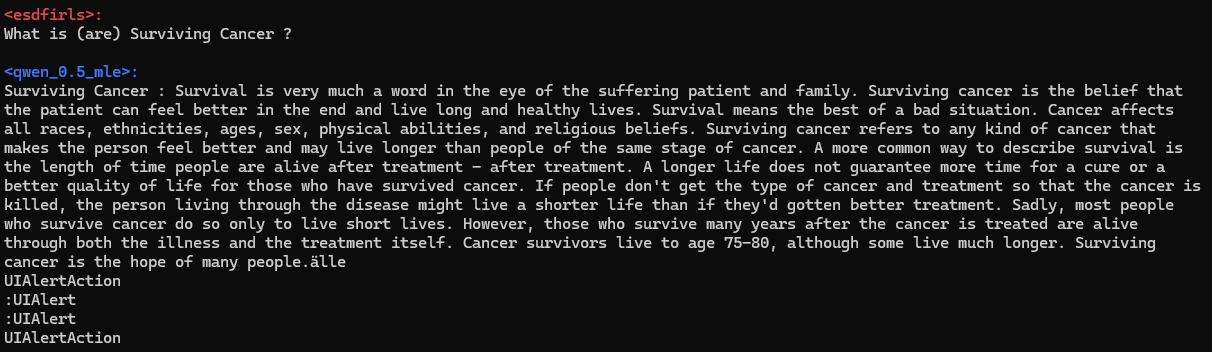 <esdfirls>:
What is (are) Surviving Cancer ?
<qwen_0.5_mle>:
Surviving Cancer : Survival is very much a word in the eye of the suffering patient and family. Surviving cancer is the belief that
the patient can feel better in the end and live long and healthy lives. Survival means the best of a bad situation. Cancer affects
all races, ethnicities, ages, sex, physical abilities, and religious beliefs. Surviving cancer refers to any kind of cancer that
makes the person feel better and may live longer than people of the same stage of cancer. A more common way to describe survival is
the length of time people are alive after treatment – after treatment. A longer life does not guarantee more time for a cure or a
better quality of life for those who have survived cancer. If people don't get the type of cancer and treatment so that the cancer is
killed, the person living through the disease might live a shorter life than if they'd gotten better treatment. Sadly, most people
who survive cancer do so only to live short lives. However, those who survive many years after the cancer is treated are alive
through both the illness and the treatment itself. Cancer survivors live to age 75–80, although some live much longer. Surviving
cancer is the hope of many people.älle
UIAlertAction
:UIAlert
:UIAlert
UIAlertAction